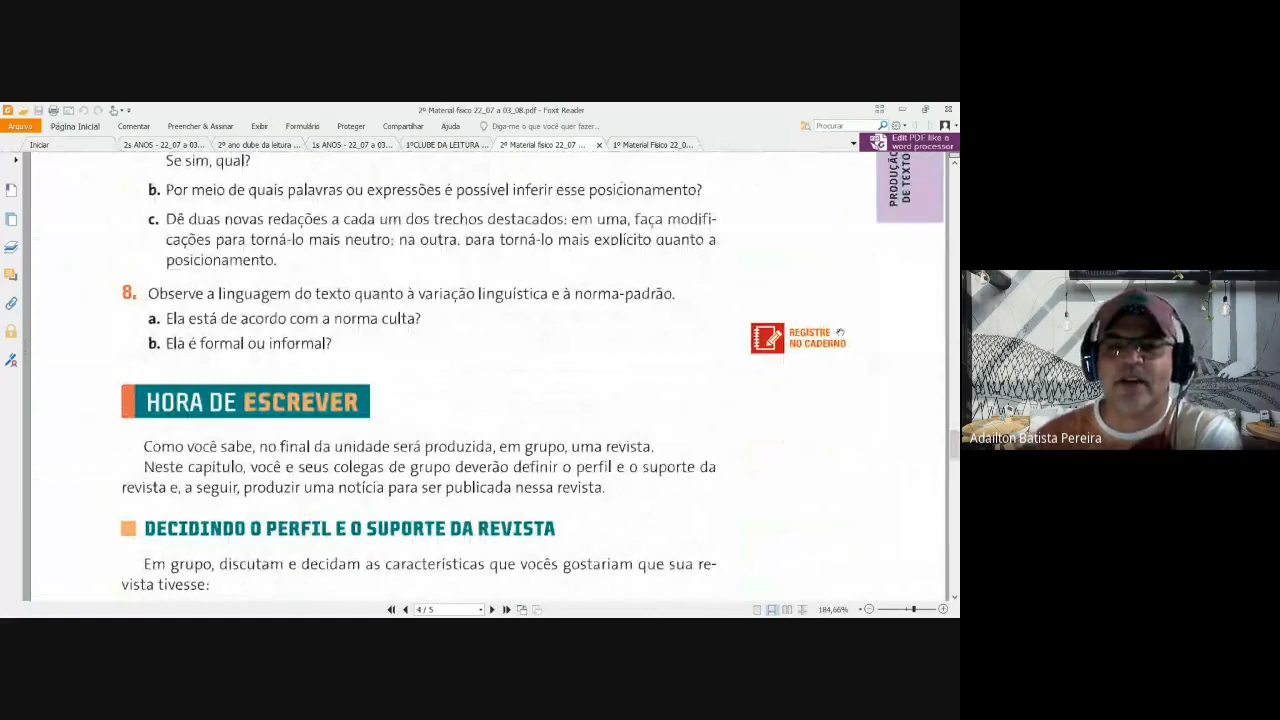 2º Material fisico 22_07 a 03_08.pdf - Foxit Reader
Arquivo Página Inicial Comentar Preencher & Assinar Exibir Formulário Proteger Compartilhar Ajuda Diga-me o que você quer fazer... Procurar
Edit PDF like a
word processor
Iniciar 2s ANOS - 22_07 a ... 2º ano clube da leitura ... 1s ANOS - 22_07 a 03... 1ºCLUBE DA LEITURA ... 2º Material fisico 22_07 ... 1º Material Fisico 22_0...
PRODUÇÃO
DE TEXTO
Se sim, qual?
b. Por meio de quais palavras ou expressões é possível inferir esse posicionamento?
c. Dê duas novas redações a cada um dos trechos destacados: em uma, faça modifi-
cações para torná-lo mais neutro; na outra, para torná-lo mais explícito quanto a
posicionamento.
8. Observe a linguagem do texto quanto à variação linguística e à norma-padrão.
a. Ela está de acordo com a norma culta?
b. Ela é formal ou informal?
REGISTRE
NO CADERNO
HORA DE ESCREVER
Como você sabe, no final da unidade será produzida, em grupo, uma revista.
Neste capítulo, você e seus colegas de grupo deverão definir o perfil e o suporte da
revista e, a seguir, produzir uma notícia para ser publicada nessa revista.
DECIDINDO O PERFIL E O SUPORTE DA REVISTA
Em grupo, discutam e decidam as características que vocês gostariam que sua re-
vista tivesse:
4 / 5
184,66%
Adailton Batista Pereira